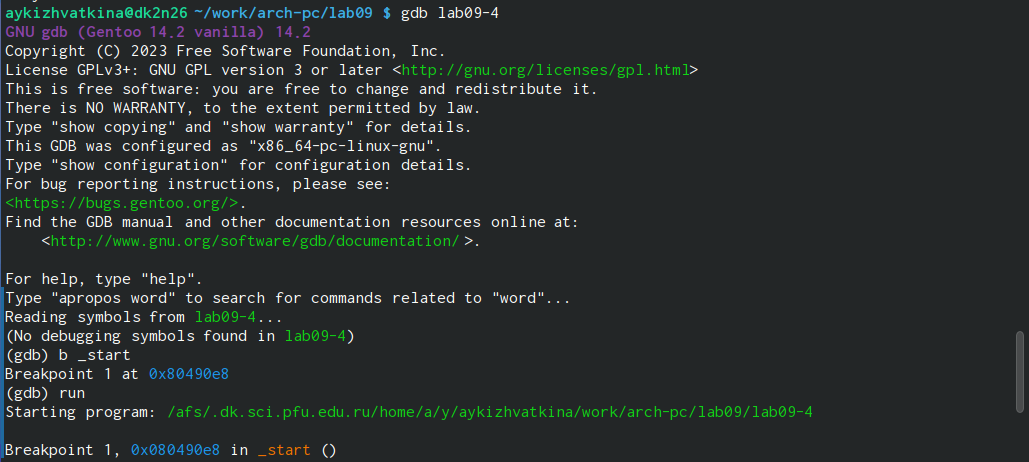 aykizhvatkina@dk2n26 ~/work/arch-pc/lab09 $ gdb lab09-4
GNU gdb (Gentoo 14.2 vanilla) 14.2
Copyright (C) 2023 Free Software Foundation, Inc.
License GPLv3+: GNU GPL version 3 or later <http://gnu.org/licenses/gpl.html>
This is free software: you are free to change and redistribute it.
There is NO WARRANTY, to the extent permitted by law.
Type "show copying" and "show warranty" for details.
This GDB was configured as "x86_64-pc-linux-gnu".
Type "show configuration" for configuration details.
For bug reporting instructions, please see:
<https://bugs.gentoo.org/>.
Find the GDB manual and other documentation resources online at:
    <http://www.gnu.org/software/gdb/documentation/>.

For help, type "help".
Type "apropos word" to search for commands related to "word"...
Reading symbols from lab09-4...
(No debugging symbols found in lab09-4)
(gdb) b _start
Breakpoint 1 at 0x80490e8
(gdb) run
Starting program: /afs/.dk.sci.pfu.edu.ru/home/a/y/aykizhvatkina/work/arch-pc/lab09/lab09-4

Breakpoint 1, 0x080490e8 in _start ()